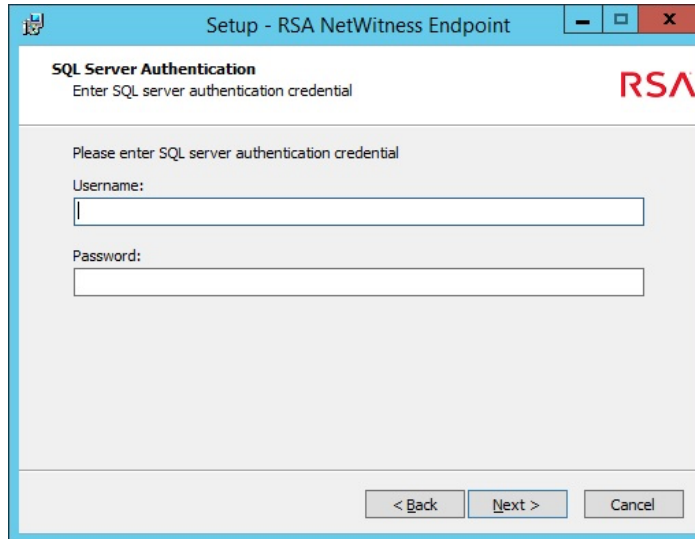 Setup - RSA NetWitness Endpoint
SQL Server Authentication
Enter SQL server authentication credential
RSA
Please enter SQL server authentication credential
Username:
Password:
< Back
Next >
Cancel